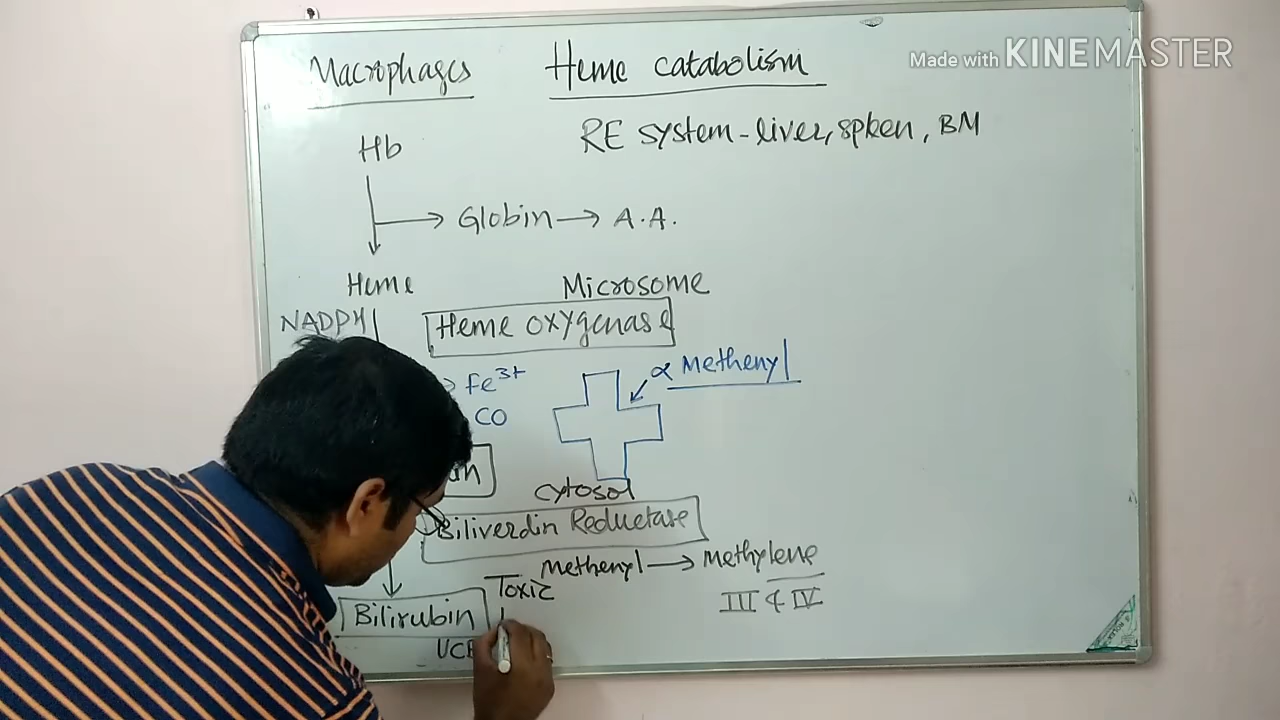 Made with KINEMASTER
Macrophages
Heme catabolism
RE System - liver, spleen, BM
Hb
Globin → A.A.
Heme
Microsome
NADPH
Heme oxygenase
Fe3+
α Methenyl
CO
in
cytosol
Biliverdin Reductase
Methenyl → Methylene
Toxic
III & IV
Bilirubin